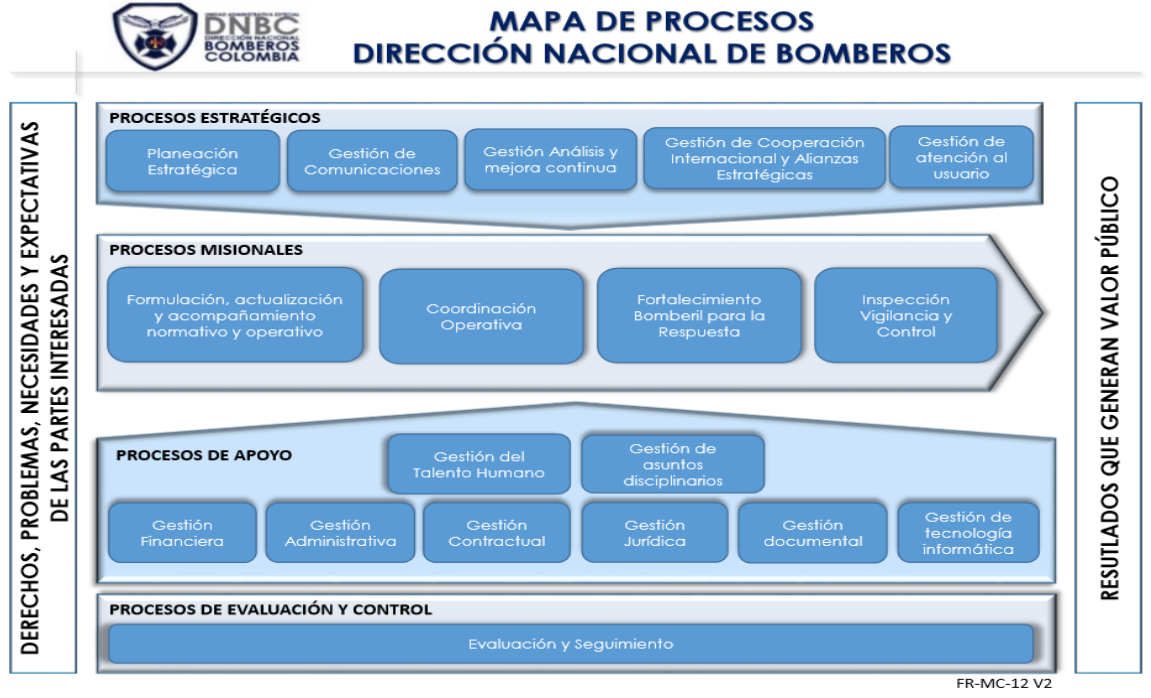 UNIDAD ADMINISTRATIVA ESPECIAL
DNBC
DIRECCIÓN NACIONAL
BOMBEROS
COLOMBIA
MAPA DE PROCESOS
DIRECCIÓN NACIONAL DE BOMBEROS
DERECHOS, PROBLEMAS, NECESIDADES Y EXPECTATIVAS
DE LAS PARTES INTERESADAS
PROCESOS ESTRATÉGICOS
Planeación
Estratégica
Gestión de
Comunicaciones
Gestión Análisis y
mejora continua
Gestión de Cooperación
Internacional y Alianzas
Estratégicas
Gestión de
atención al
usuario
PROCESOS MISIONALES
Formulación, actualización
y acompañamiento
normativo y operativo
Coordinación
Operativa
Fortalecimiento
Bomberil para la
Respuesta
Inspección
Vigilancia y
Control
PROCESOS DE APOYO
Gestión del
Talento Humano
Gestión de
asuntos
disciplinarios
Gestión
Financiera
Gestión
Administrativa
Gestión
Contractual
Gestión
Jurídica
Gestión
documental
Gestión de
tecnología
informática
PROCESOS DE EVALUACIÓN Y CONTROL
Evaluación y Seguimiento
RESUTLADOS QUE GENERAN VALOR PÚBLICO
FR-MC-12 V2